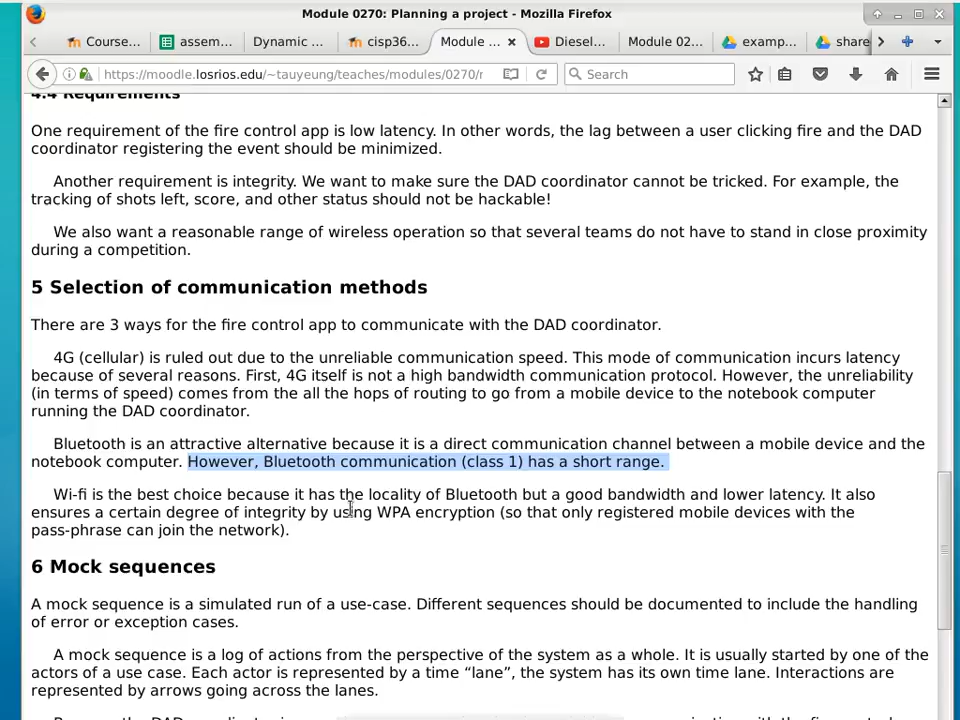 Module 0270: Planning a project - Mozilla Firefox
Course... assem... Dynamic ... cisp36... Module ... Diesel... Module 02... examp... share
https://moodle.losrios.edu/~tauyeung/teaches/modules/0270/r Search
4.4 Requirements
One requirement of the fire control app is low latency. In other words, the lag between a user clicking fire and the DAD
coordinator registering the event should be minimized.
Another requirement is integrity. We want to make sure the DAD coordinator cannot be tricked. For example, the
tracking of shots left, score, and other status should not be hackable!
We also want a reasonable range of wireless operation so that several teams do not have to stand in close proximity
during a competition.
5 Selection of communication methods
There are 3 ways for the fire control app to communicate with the DAD coordinator.
4G (cellular) is ruled out due to the unreliable communication speed. This mode of communication incurs latency
because of several reasons. First, 4G itself is not a high bandwidth communication protocol. However, the unreliability
(in terms of speed) comes from the all the hops of routing to go from a mobile device to the notebook computer
running the DAD coordinator.
Bluetooth is an attractive alternative because it is a direct communication channel between a mobile device and the
notebook computer. However, Bluetooth communication (class 1) has a short range.
Wi-fi is the best choice because it has the locality of Bluetooth but a good bandwidth and lower latency. It also
ensures a certain degree of integrity by using WPA encryption (so that only registered mobile devices with the
pass-phrase can join the network).
6 Mock sequences
A mock sequence is a simulated run of a use-case. Different sequences should be documented to include the handling
of error or exception cases.
A mock sequence is a log of actions from the perspective of the system as a whole. It is usually started by one of the
actors of a use case. Each actor is represented by a time “lane”, the system has its own time lane. Interactions are
represented by arrows going across the lanes.